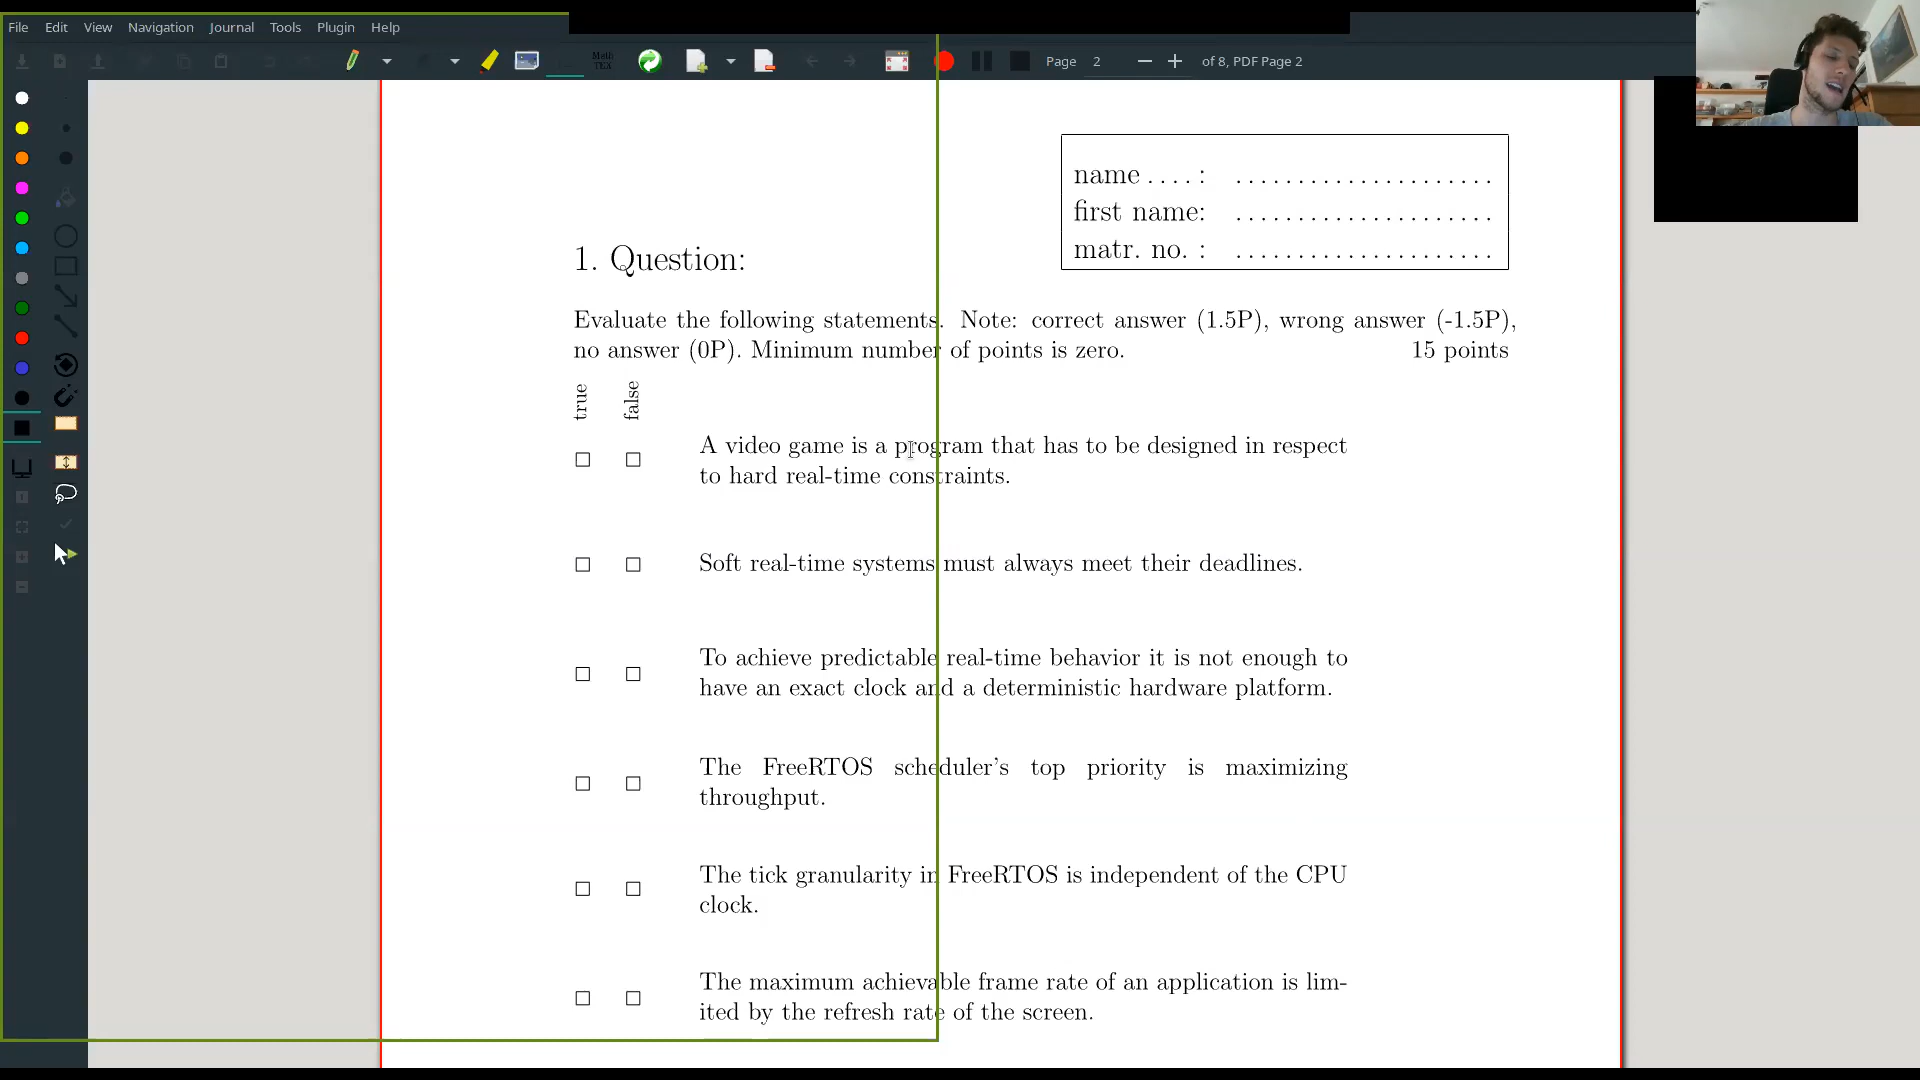 File Edit View Navigation Journal Tools Plugin Help
Math
TEX
Page 2 of 8, PDF Page 2
name . . . . : . . . . . . . . . . . . . . . . . . . . .
first name: . . . . . . . . . . . . . . . . . . . . .
matr. no. : . . . . . . . . . . . . . . . . . . . . .
1. Question:
Evaluate the following statements. Note: correct answer (1.5P), wrong answer (-1.5P),
no answer (0P). Minimum number of points is zero. 15 points
true false
A video game is a program that has to be designed in respect
to hard real-time constraints.
Soft real-time systems must always meet their deadlines.
To achieve predictable real-time behavior it is not enough to
have an exact clock and a deterministic hardware platform.
The FreeRTOS scheduler's top priority is maximizing
throughput.
The tick granularity in FreeRTOS is independent of the CPU
clock.
The maximum achievable frame rate of an application is lim-
ited by the refresh rate of the screen.